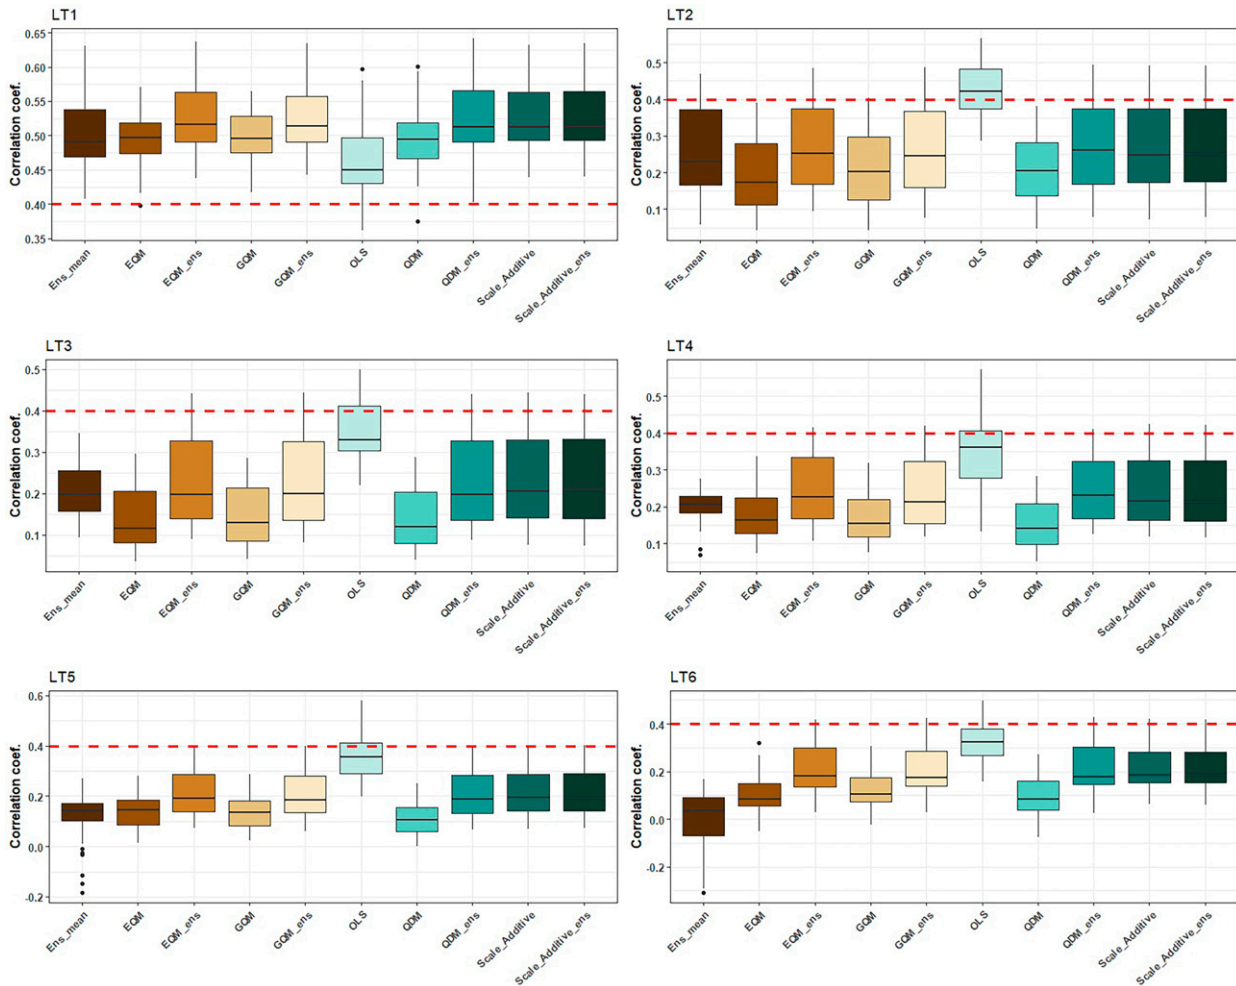 LT1
Correlation coef.
0.65
0.60
0.55
0.50
0.45
0.40
0.35
Ens_mean
EQM
EQM_ens
GQM
GQM_ens
OLS
QDM
QDM_ens
Scale_Additive
Scale_Additive_ens
LT2
Correlation coef.
0.5
0.4
0.3
0.2
0.1
Ens_mean
EQM
EQM_ens
GQM
GQM_ens
OLS
QDM
QDM_ens
Scale_Additive
Scale_Additive_ens
LT3
Correlation coef.
0.5
0.4
0.3
0.2
0.1
Ens_mean
EQM
EQM_ens
GQM
GQM_ens
OLS
QDM
QDM_ens
Scale_Additive
Scale_Additive_ens
LT4
Correlation coef.
0.5
0.4
0.3
0.2
0.1
Ens_mean
EQM
EQM_ens
GQM
GQM_ens
OLS
QDM
QDM_ens
Scale_Additive
Scale_Additive_ens
LT5
Correlation coef.
0.6
0.4
0.2
0.0
-0.2
Ens_mean
EQM
EQM_ens
GQM
GQM_ens
OLS
QDM
QDM_ens
Scale_Additive
Scale_Additive_ens
LT6
Correlation coef.
0.4
0.2
0.0
-0.2
Ens_mean
EQM
EQM_ens
GQM
GQM_ens
OLS
QDM
QDM_ens
Scale_Additive
Scale_Additive_ens